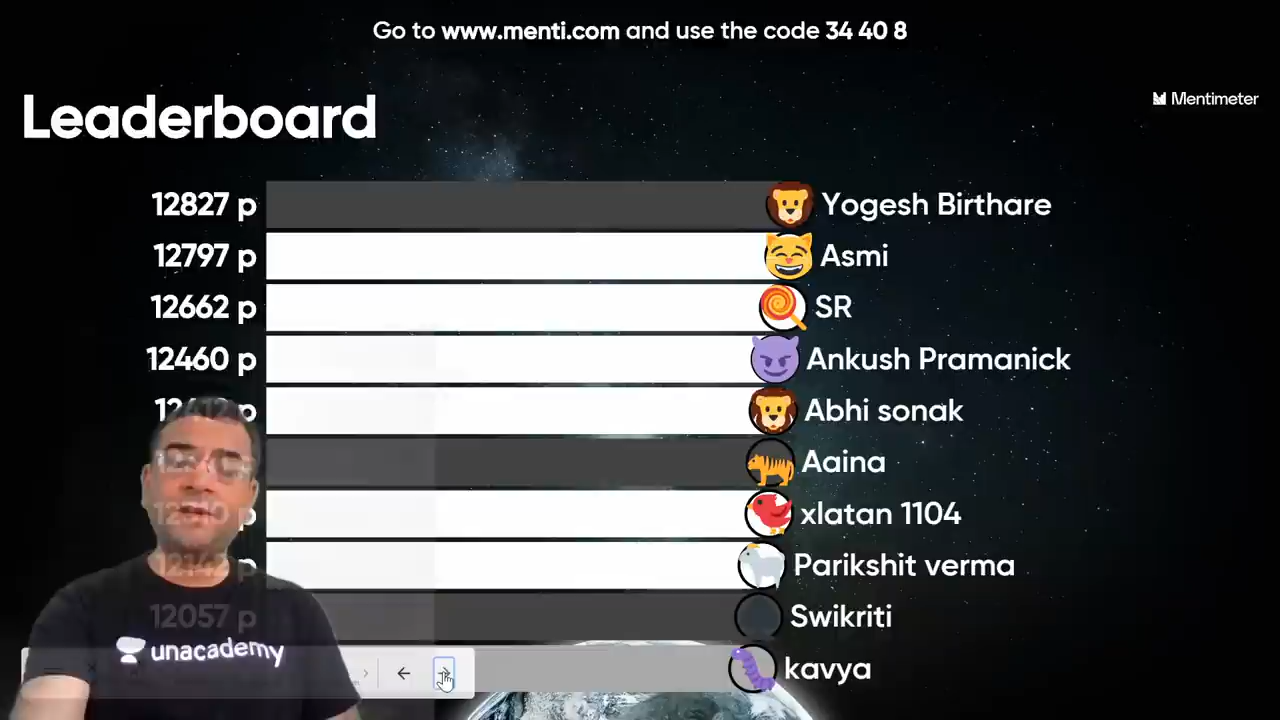 Go to www.menti.com and use the code 34 40 8
Leaderboard
Mentimeter
12827 p Yogesh Birthare
12797 p Asmi
12662 p SR
12460 p Ankush Pramanick
p Abhi sonak
Aaina
p xlatan 1104
12142 p Parikshit verma
12057 p Swikriti
kavya
unacademy